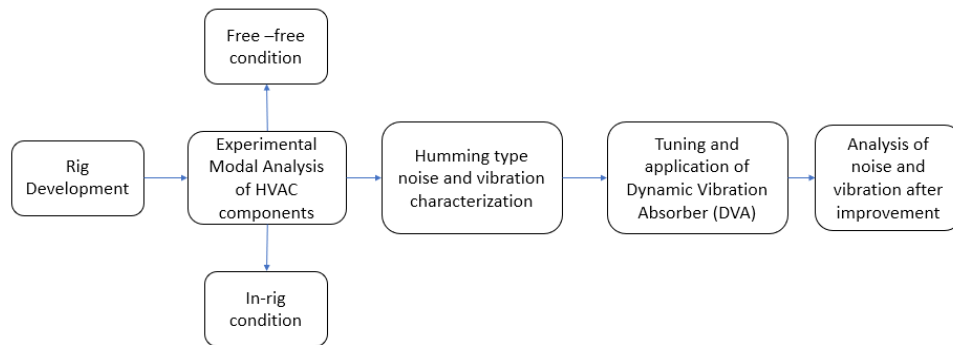 Free –free
condition
Rig
Development
Experimental
Modal Analysis
of HVAC
components
Humming type
noise and vibration
characterization
Tuning and
application of
Dynamic Vibration
Absorber (DVA)
Analysis of
noise and
vibration after
improvement
In-rig
condition